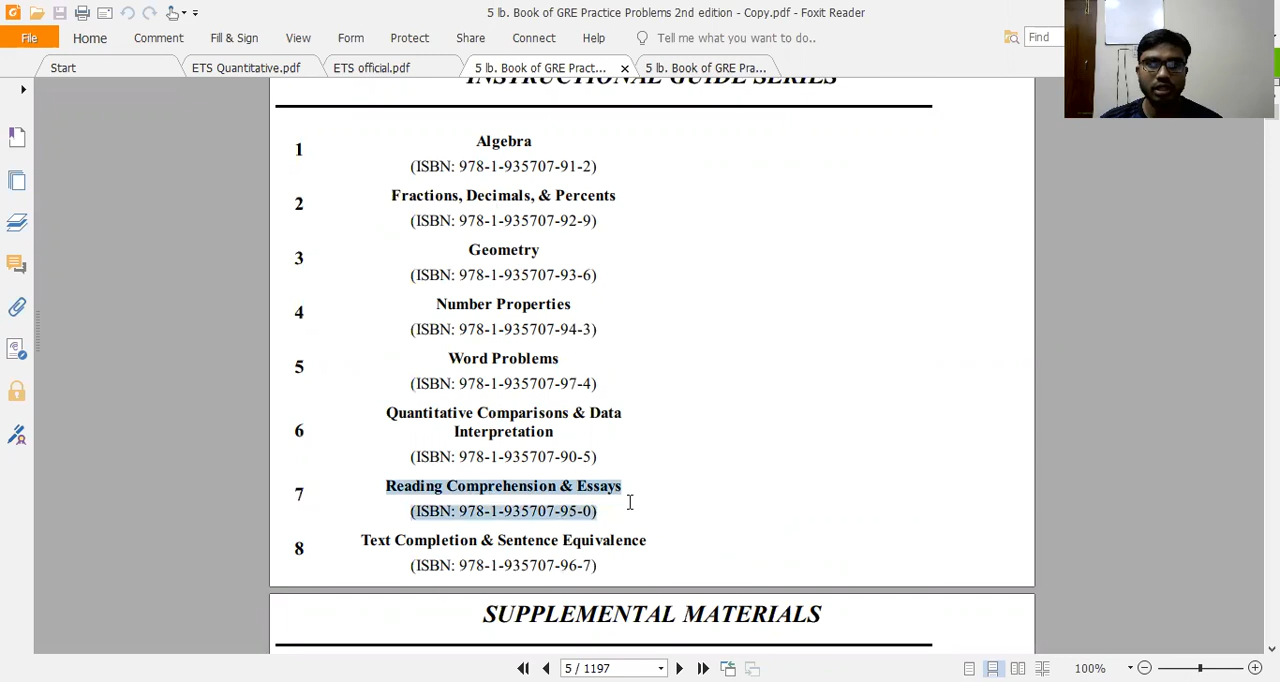 5 lb. Book of GRE Practice Problems 2nd edition - Copy.pdf - Foxit Reader
File Home Comment Fill & Sign View Form Protect Share Connect Help Tell me what you want to do.. Find
Start ETS Quantitative.pdf ETS official.pdf 5 lb. Book of GRE Pract... 5 lb. Book of GRE Pra...
INSTRUCTIONAL GUIDE SERIES
1 Algebra
(ISBN: 978-1-935707-91-2)
2 Fractions, Decimals, & Percents
(ISBN: 978-1-935707-92-9)
3 Geometry
(ISBN: 978-1-935707-93-6)
4 Number Properties
(ISBN: 978-1-935707-94-3)
5 Word Problems
(ISBN: 978-1-935707-97-4)
6 Quantitative Comparisons & Data
Interpretation
(ISBN: 978-1-935707-90-5)
7 Reading Comprehension & Essays
(ISBN: 978-1-935707-95-0)
8 Text Completion & Sentence Equivalence
(ISBN: 978-1-935707-96-7)
SUPPLEMENTAL MATERIALS
5 / 1197 100%